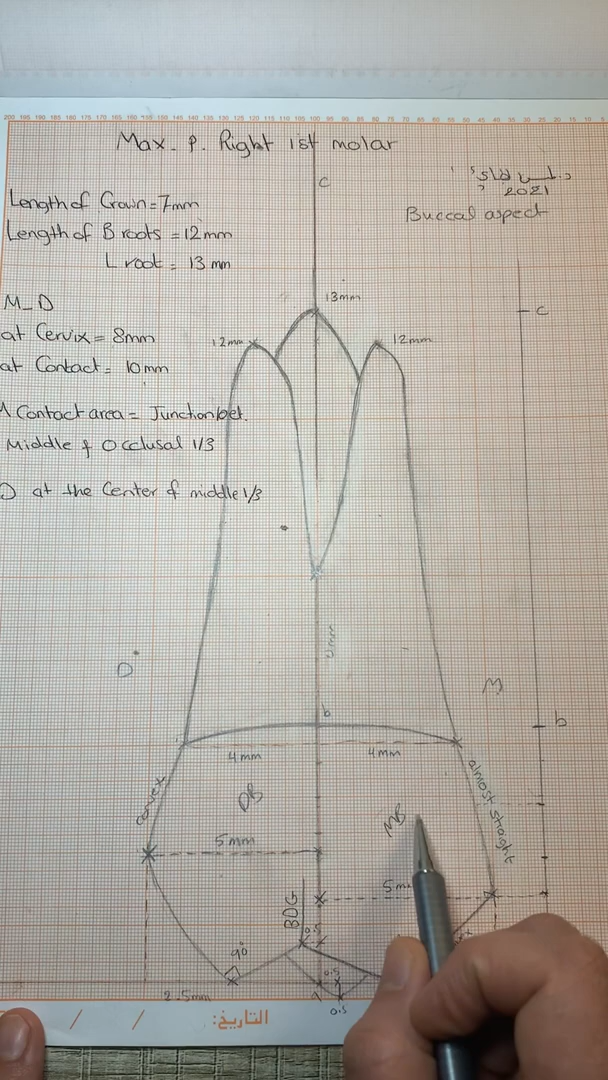 Max. P. Right 1st molar
2021
Buccal aspect
Length of Crown = 7mm
Length of B roots = 12mm
L root = 13 mm
M_D
at Cervix = 8mm
at Contact = 10mm
Contact area = Junction bet.
Middle & Occlusal 1/3
D at the Center of middle 1/3
C
13mm
C
12mm
12mm
4mm
D
M
b
b
4mm
4mm
convex
almost straight
DB
MB
5mm
BDG
0.5
90°
0.5
2.5mm
0.5
التاريخ: / /